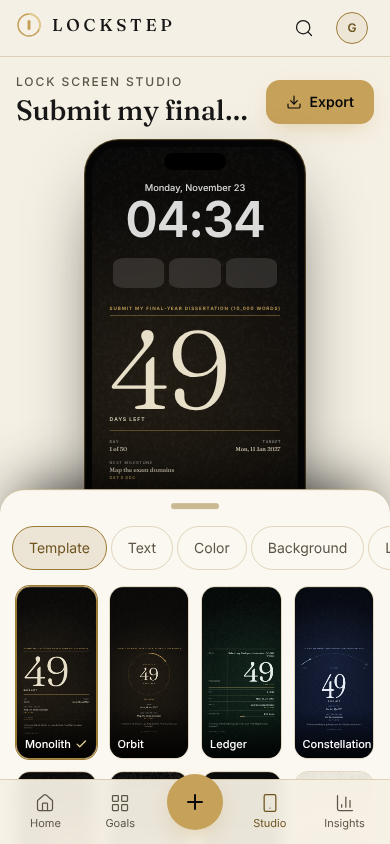 LOCKSTEP
G
LOCK SCREEN STUDIO
Submit my final...
Export
Monday, November 23
04:34
SUBMIT MY FINAL-YEAR DISSERTATION (10,000 WORDS)
49
DAYS LEFT
DAY
TARGET
1 of 50
Mon, 11 Jan 2027
NEXT MILESTONE
Map the exam domains
Template
Text
Color
Background
L
49
Monolith
49
Orbit
49
Ledger
49
Constellation
Home
Goals
Studio
Insights